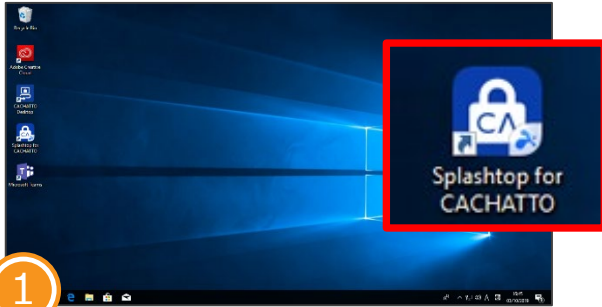 Recycle Bin
Adobe Creative
Cloud
CACHATTO
Desktop
Splashtop for
CACHATTO
Microsoft Teams
CA
Splashtop for
CACHATTO
1